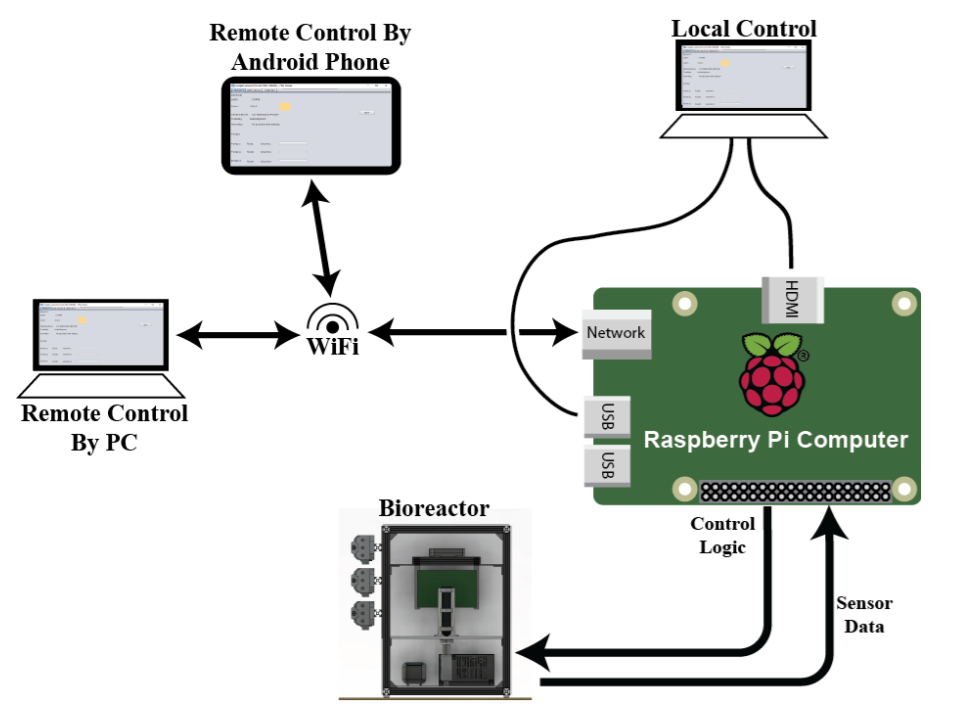 Remote Control By
Android Phone
Local Control
HDMI
Network
WiFi
Remote Control
By PC
USB
®
Raspberry Pi Computer
USB
Bioreactor
Control
Logic
Sensor
Data